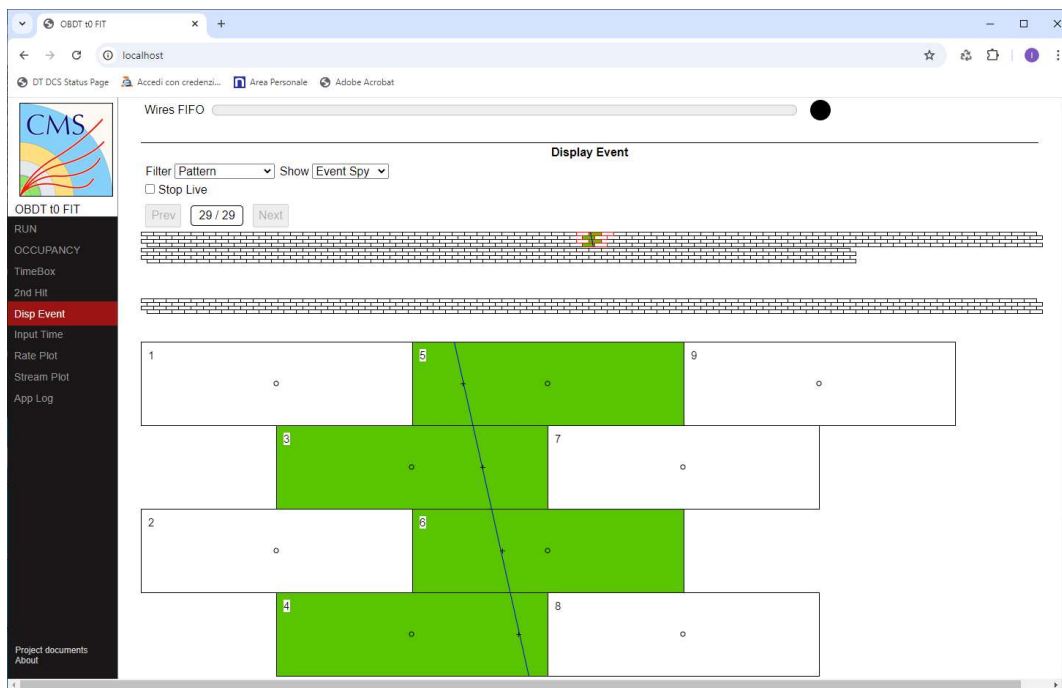 OBDT t0 FIT
localhost
DT DCS Status Page Accedi con credenzi... Area Personale Adobe Acrobat
CMS
OBDT t0 FIT
RUN
OCCUPANCY
TimeBox
2nd Hit
Disp Event
Input Time
Rate Plot
Stream Plot
App Log
Project documents
About
Wires FIFO
Display Event
Filter Pattern Show Event Spy
Stop Live
Prev 29 / 29 Next
1 5 9
3 7
2 6
4 8